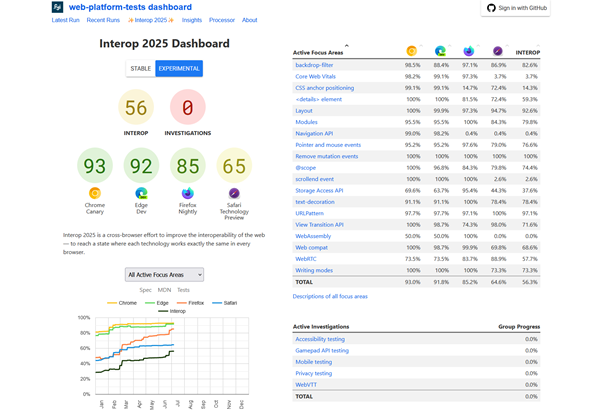 web-platform-tests dashboard
Sign in with GitHub
Latest Run Recent Runs ✨Interop 2025✨ Insights Processor About
Interop 2025 Dashboard
STABLE EXPERIMENTAL
56 0
INTEROP INVESTIGATIONS
93 92 85 65
Chrome Canary
Edge Dev
Firefox Nightly
Safari Technology Preview
Interop 2025 is a cross-browser effort to improve the interoperability of the web
— to reach a state where each technology works exactly the same in every
browser.
All Active Focus Areas
Spec MDN Tests
Chrome Edge Firefox Safari
Interop
100%
80%
60%
40%
20%
0%
Jan Feb Mar Apr May Jun Jul Aug Sep Oct Nov Dec
Active Focus Areas INTEROP
backdrop-filter 98.5% 88.4% 97.1% 86.9% 82.6%
Core Web Vitals 98.2% 99.1% 97.3% 3.7% 3.7%
CSS anchor positioning 99.1% 99.1% 14.7% 72.4% 14.3%
<details> element 100% 100% 81.5% 72.4% 59.3%
Layout 100% 99.9% 97.3% 94.7% 92.6%
Modules 95.5% 95.5% 100% 84.3% 79.8%
Navigation API 99.0% 98.2% 0.4% 0.4% 0.4%
Pointer and mouse events 95.2% 95.2% 97.6% 79.0% 76.6%
Remove mutation events 100% 100% 100% 100% 100%
@scope 100% 96.8% 84.3% 79.8% 74.4%
scrollend event 100% 100% 100% 2.6% 2.6%
Storage Access API 69.6% 63.7% 95.4% 44.3% 37.6%
text-decoration 91.1% 91.1% 100% 78.4% 78.4%
URLPattern 97.7% 97.7% 97.1% 100% 97.1%
View Transition API 100% 98.7% 74.3% 98.0% 71.6%
WebAssembly 50.0% 50.0% 100% 0.0% 0.0%
Web compat 100% 98.7% 99.9% 69.8% 68.6%
WebRTC 73.5% 73.5% 83.7% 88.9% 57.7%
Writing modes 100% 100% 100% 73.3% 73.3%
TOTAL 93.0% 91.8% 85.2% 64.6% 56.3%
Descriptions of all focus areas
Active Investigations Group Progress
Accessibility testing 0.0%
Gamepad API testing 0.0%
Mobile testing 0.0%
Privacy testing 0.0%
WebVTT 0.0%
TOTAL 0.0%